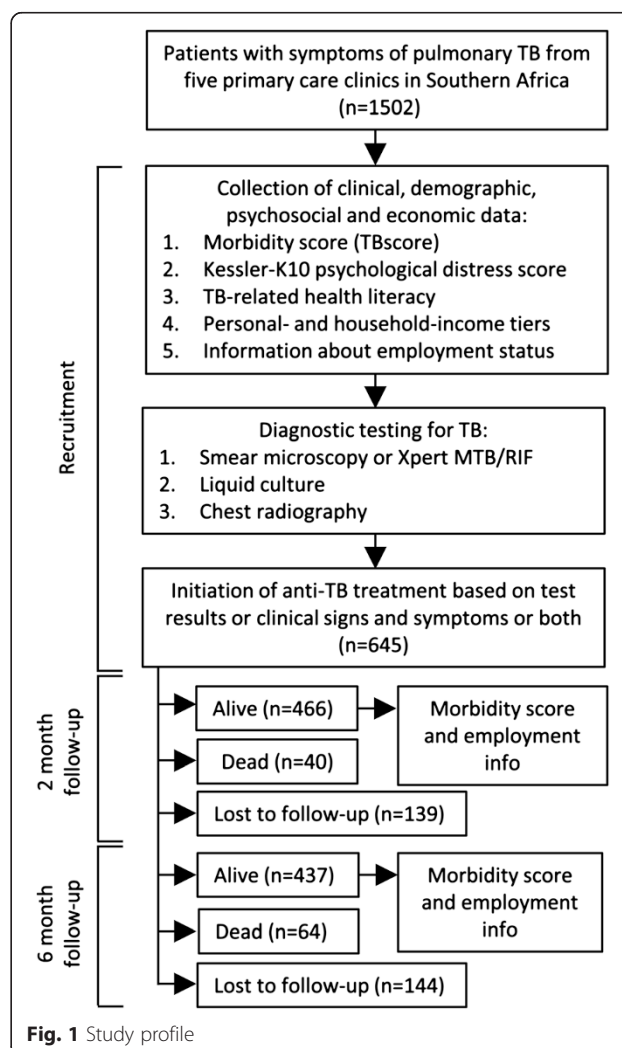 Patients with symptoms of pulmonary TB from
five primary care clinics in Southern Africa
(n=1502)
Recruitment
Collection of clinical, demographic,
psychosocial and economic data:
1. Morbidity score (TBscore)
2. Kessler-K10 psychological distress score
3. TB-related health literacy
4. Personal- and household-income tiers
5. Information about employment status
Diagnostic testing for TB:
1. Smear microscopy or Xpert MTB/RIF
2. Liquid culture
3. Chest radiography
Initiation of anti-TB treatment based on test
results or clinical signs and symptoms or both
(n=645)
2 month
follow-up
Alive (n=466)
Morbidity score
and employment
info
Dead (n=40)
Lost to follow-up (n=139)
6 month
follow-up
Alive (n=437)
Morbidity score
and employment
info
Dead (n=64)
Lost to follow-up (n=144)
Fig. 1 Study profile